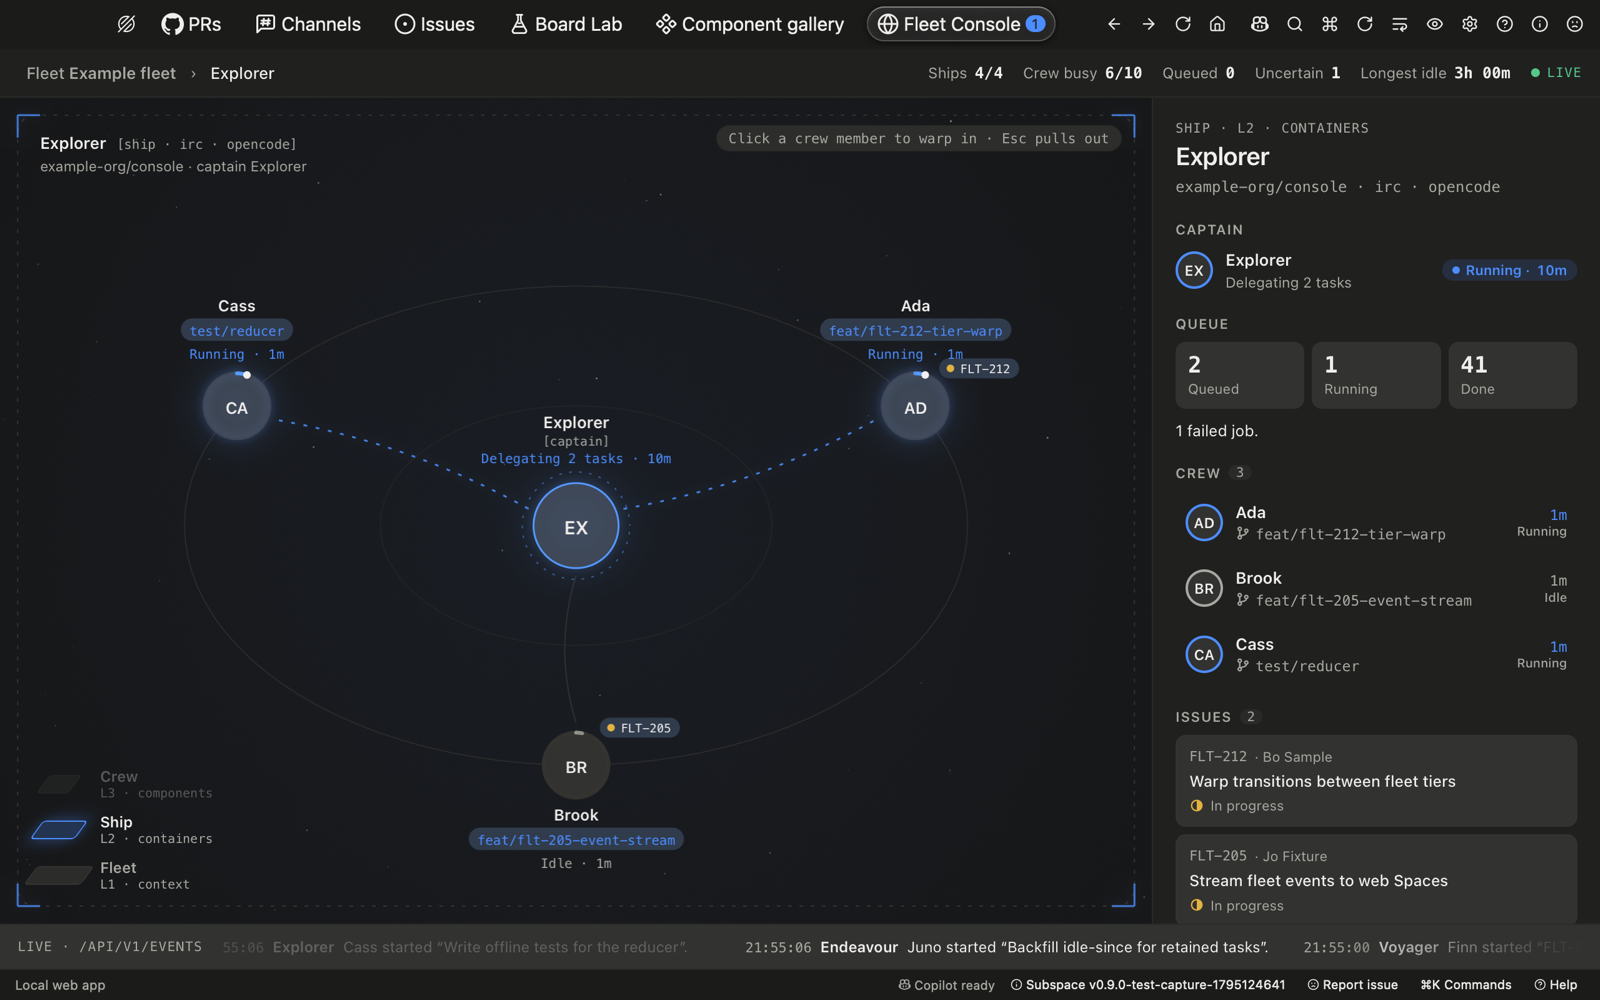 PRs Channels Issues Board Lab Component gallery Fleet Console 1
Fleet Example fleet › Explorer
Ships 4/4 Crew busy 6/10 Queued 0 Uncertain 1 Longest idle 3h 00m LIVE
Explorer [ship · irc · opencode]
example-org/console · captain Explorer
Click a crew member to warp in · Esc pulls out
Cass
test/reducer
Running · 1m
CA
Ada
feat/flt-212-tier-warp
Running · 1m
FLT-212
AD
Explorer
[captain]
Delegating 2 tasks · 10m
EX
FLT-205
BR
Brook
feat/flt-205-event-stream
Idle · 1m
Crew
L3 · components
Ship
L2 · containers
Fleet
L1 · context
SHIP · L2 · CONTAINERS
Explorer
example-org/console · irc · opencode
CAPTAIN
EX
Explorer
Delegating 2 tasks
Running · 10m
QUEUE
2 Queued
1 Running
41 Done
1 failed job.
CREW 3
AD
Ada
feat/flt-212-tier-warp
1m
Running
BR
Brook
feat/flt-205-event-stream
1m
Idle
CA
Cass
test/reducer
1m
Running
ISSUES 2
FLT-212 · Bo Sample
Warp transitions between fleet tiers
In progress
FLT-205 · Jo Fixture
Stream fleet events to web Spaces
In progress
LIVE · /API/V1/EVENTS 55:06 Explorer Cass started “Write offline tests for the reducer”. 21:55:06 Endeavour Juno started “Backfill idle-since for retained tasks”. 21:55:00 Voyager Finn started “FLT-
Local web app
Copilot ready Subspace v0.9.0-test-capture-1795124641 Report issue ⌘K Commands Help